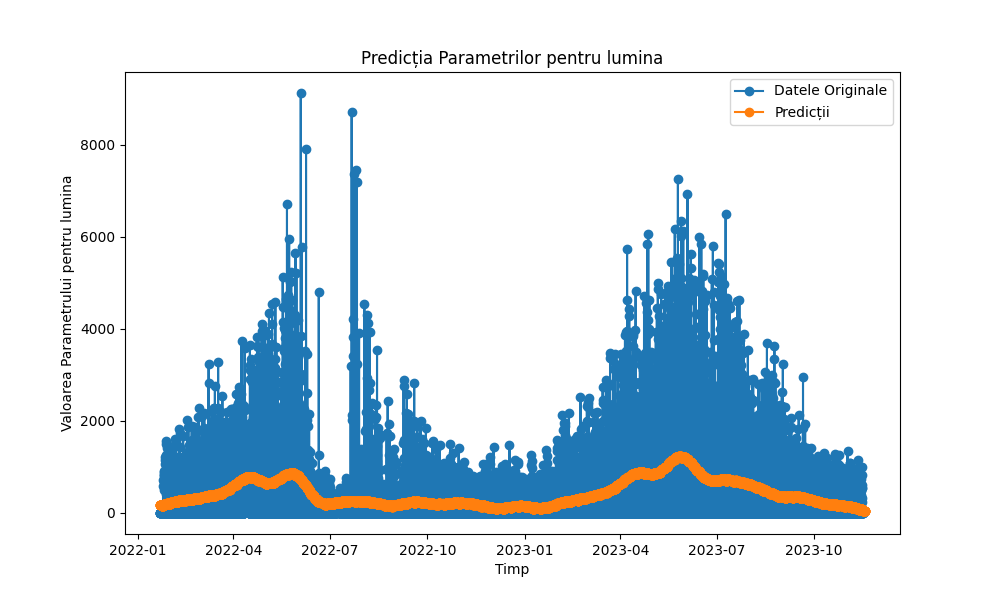 Predicția Parametrilor pentru lumina
Datele Originale
Predicții
Valoarea Parametrului pentru lumina
8000
6000
4000
2000
0
2022-01
2022-04
2022-07
2022-10
2023-01
2023-04
2023-07
2023-10
Timp